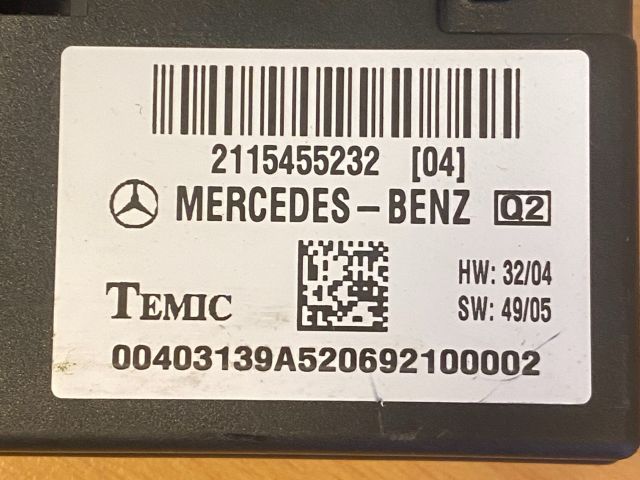 2115455232 [04]
MERCEDES-BENZ Q2
HW: 32/04
TEMIC
SW: 49/05
00403139A520692100002